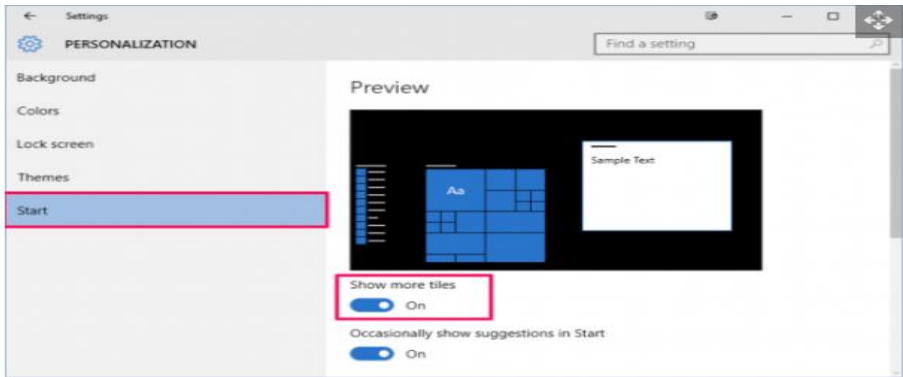 Settings
PERSONALIZATION
Find a setting
Background
Colors
Lock screen
Themes
Start
Preview
Aa
Sample Text
Show more tiles
On
Occasionally show suggestions in Start
On